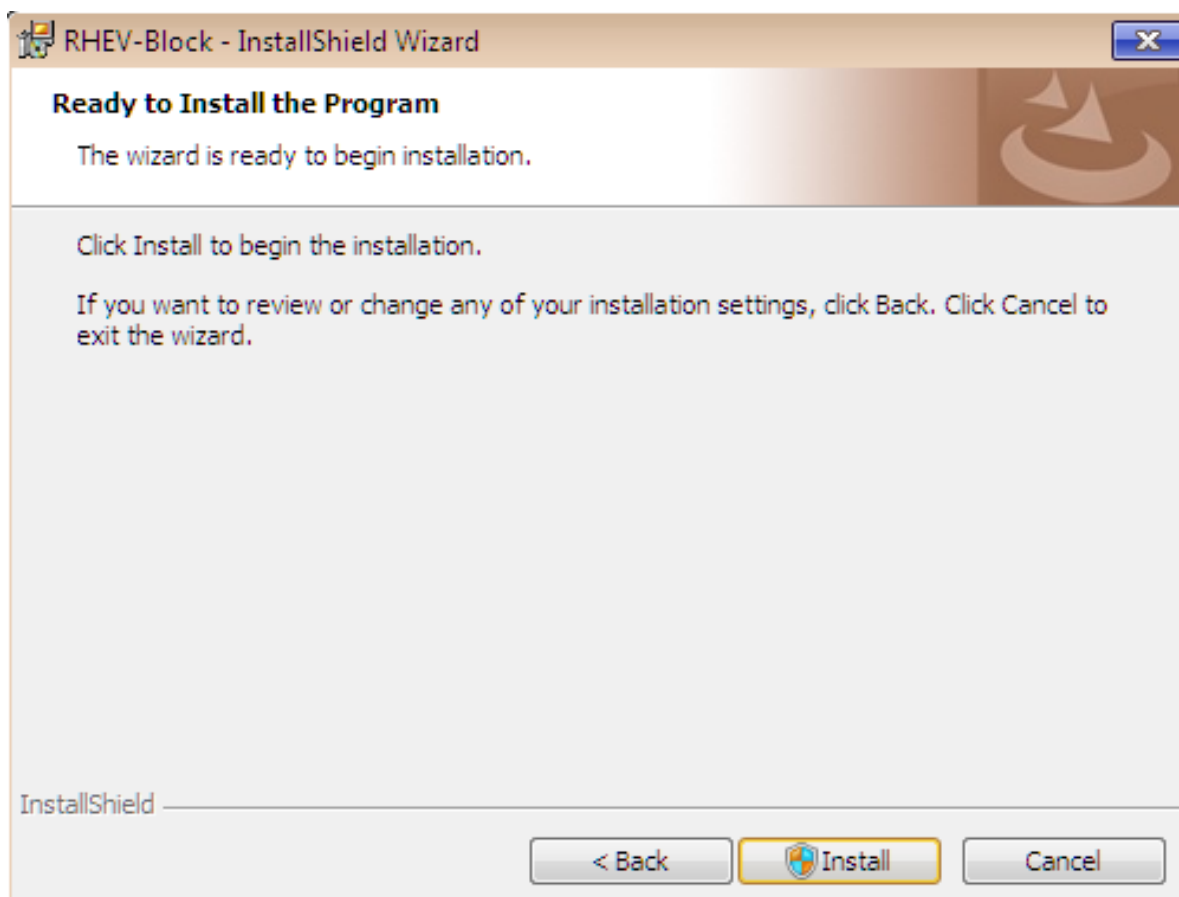 RHEV-Block - InstallShield Wizard
Ready to Install the Program
The wizard is ready to begin installation.
Click Install to begin the installation.
If you want to review or change any of your installation settings, click Back. Click Cancel to
exit the wizard.
InstallShield
< Back
Install
Cancel